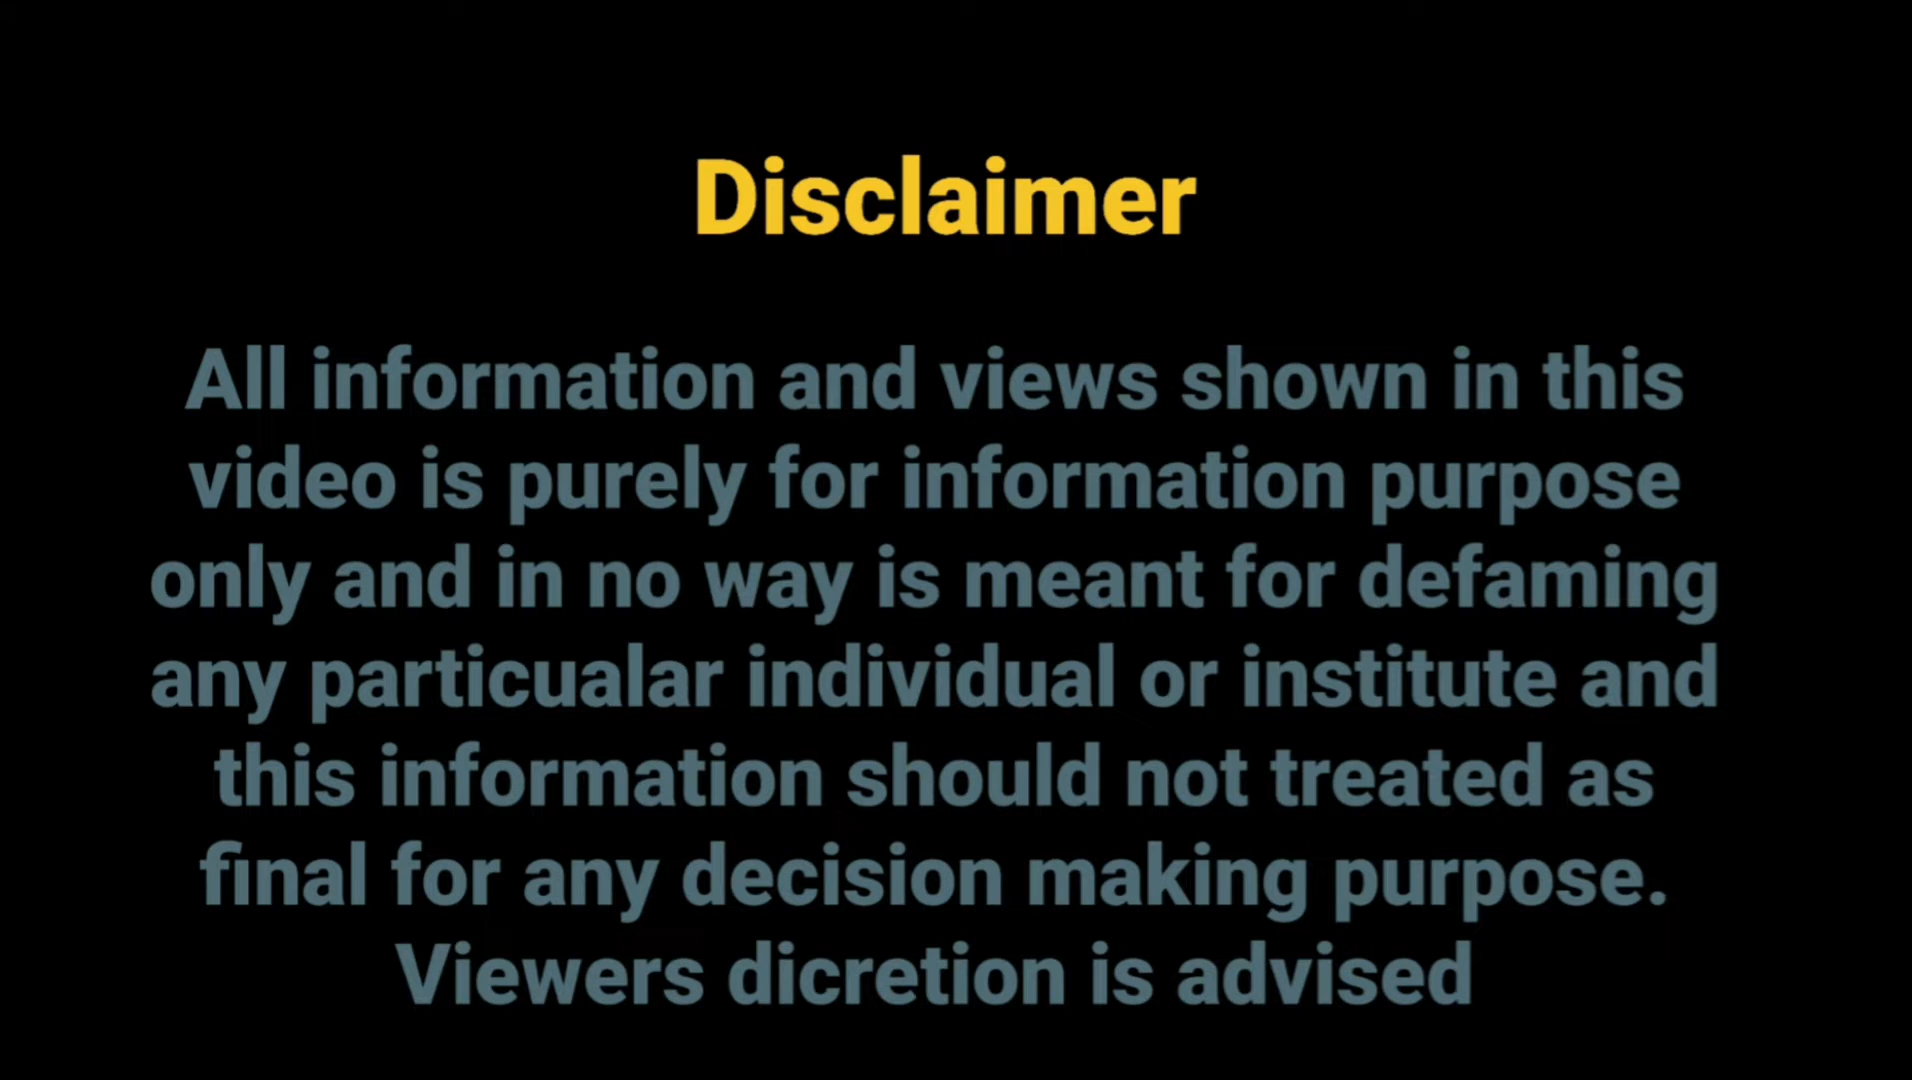 Disclaimer
All information and views shown in this
video is purely for information purpose
only and in no way is meant for defaming
any particualar individual or institute and
this information should not treated as
final for any decision making purpose.
Viewers dicretion is advised